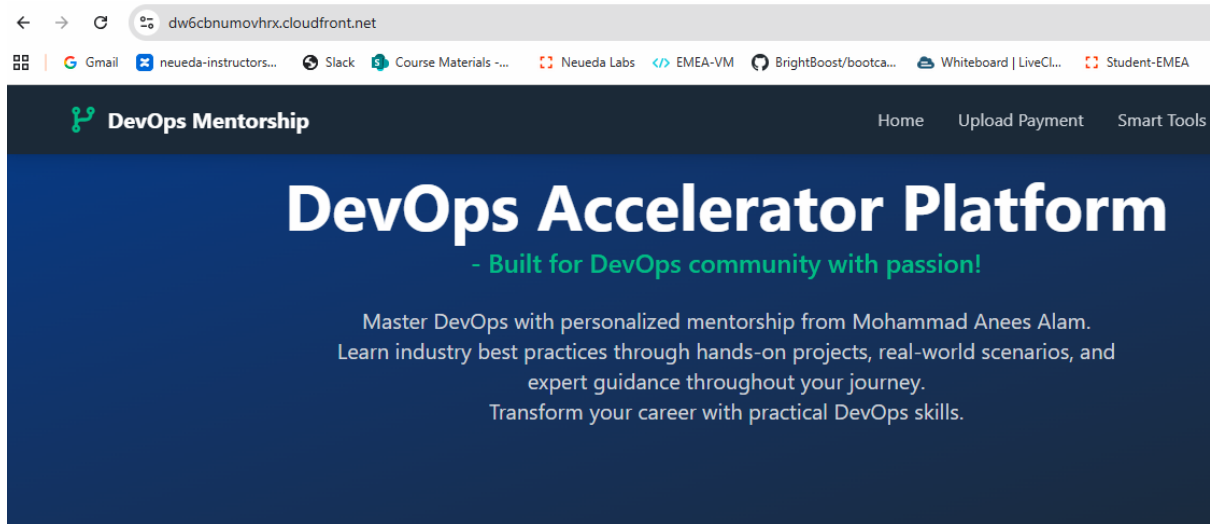 dw6cbnumovhrx.cloudfront.net
Gmail neueda-instructors... Slack Course Materials -... Neueda Labs EMEA-VM BrightBoost/bootca... Whiteboard | LiveCl... Student-EMEA
DevOps Mentorship Home Upload Payment Smart Tools
DevOps Accelerator Platform
- Built for DevOps community with passion!
Master DevOps with personalized mentorship from Mohammad Anees Alam.
Learn industry best practices through hands-on projects, real-world scenarios, and
expert guidance throughout your journey.
Transform your career with practical DevOps skills.